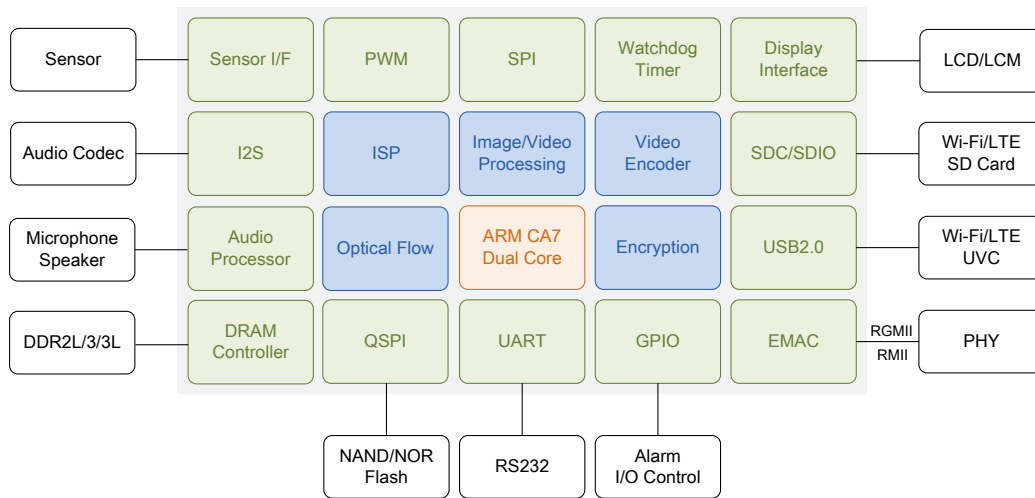 Sensor
Sensor I/F
PWM
SPI
Watchdog
Timer
Display
Interface
LCD/LCM
Audio Codec
I2S
ISP
Image/Video
Processing
Video
Encoder
SDC/SDIO
Wi-Fi/LTE
SD Card
Microphone
Speaker
Audio
Processor
Optical Flow
ARM CA7
Dual Core
Encryption
USB2.0
Wi-Fi/LTE
UVC
DDR2L/3/3L
DRAM
Controller
QSPI
UART
GPIO
EMAC
RGMII
RMII
PHY
NAND/NOR
Flash
RS232
Alarm
I/O Control